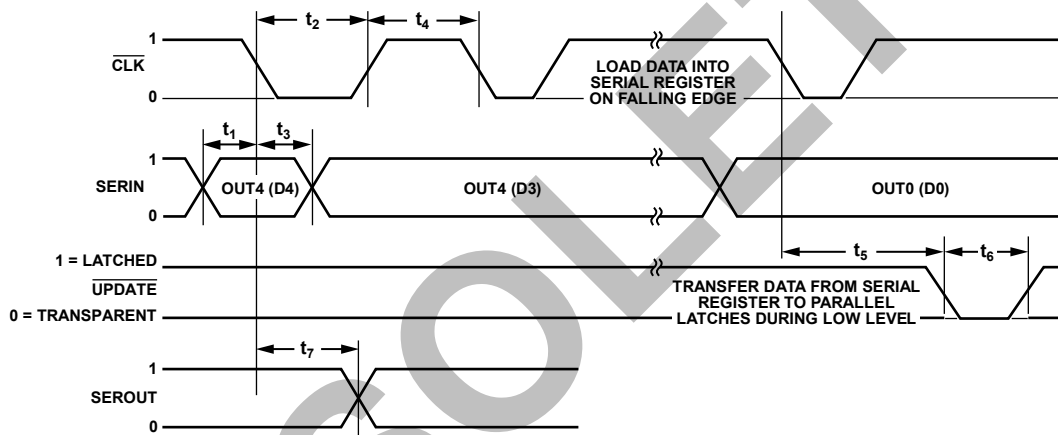 t2
t4
1
CLK
0
LOAD DATA INTO
SERIAL REGISTER
ON FALLING EDGE
t1
t3
1
SERIN
0
OUT4 (D4)
OUT4 (D3)
OUT0 (D0)
t5
t6
1 = LATCHED
UPDATE
0 = TRANSPARENT
TRANSFER DATA FROM SERIAL
REGISTER TO PARALLEL
LATCHES DURING LOW LEVEL
t7
1
SEROUT
0